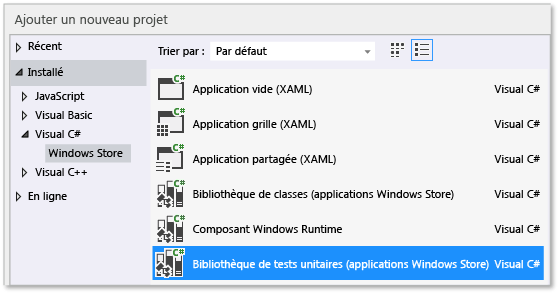 Ajouter un nouveau projet
Récent
Installé
JavaScript
Visual Basic
Visual C#
Windows Store
Visual C++
En ligne
Trier par : Par défaut
C# Application vide (XAML) Visual C#
C# Application grille (XAML) Visual C#
C# Application partagée (XAML) Visual C#
C# Bibliothèque de classes (applications Windows Store) Visual C#
C# Composant Windows Runtime Visual C#
C# Bibliothèque de tests unitaires (applications Windows Store) Visual C#